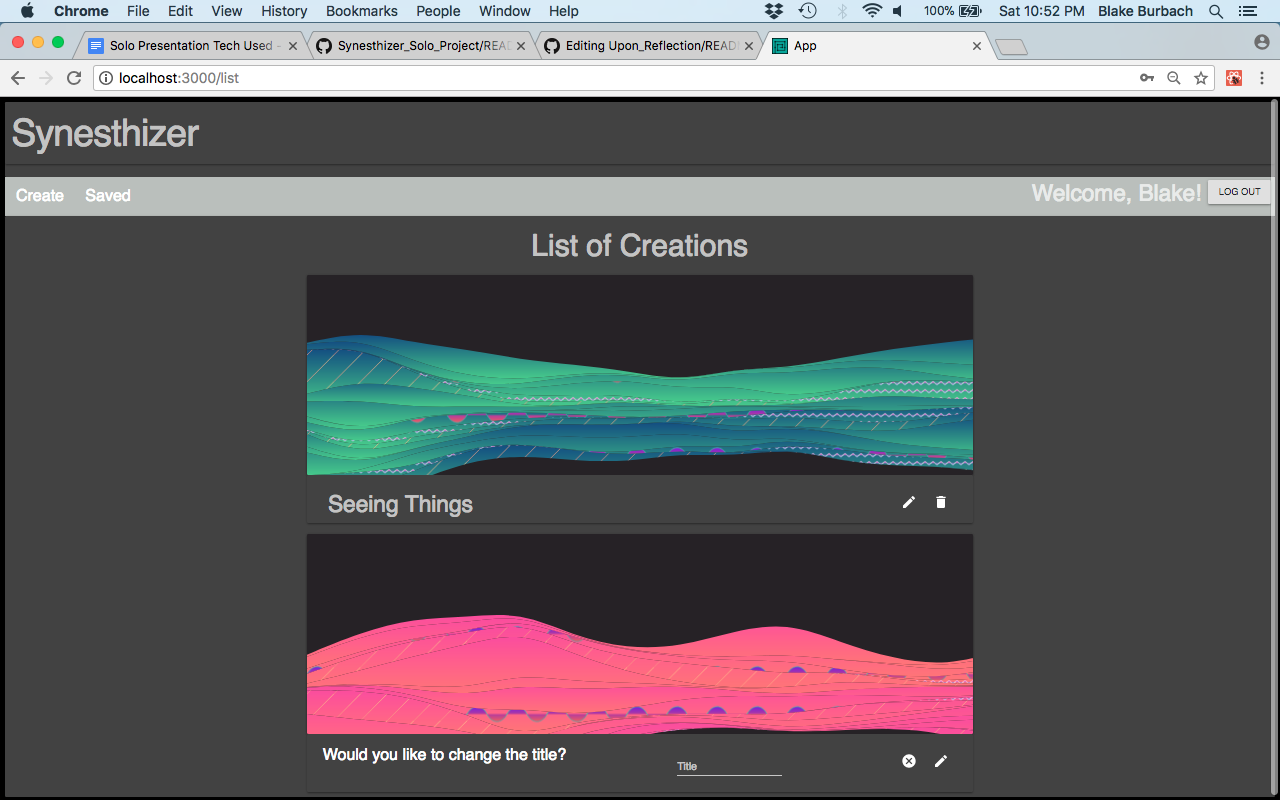 Chrome File Edit View History Bookmarks People Window Help 100% Sat 10:52 PM Blake Burbach
Solo Presentation Tech Used - Synesthizer_Solo_Project/READ Editing Upon_Reflection/READ App
localhost:3000/list
Synesthizer
Create Saved Welcome, Blake! LOG OUT
List of Creations
Seeing Things
Would you like to change the title?
Title